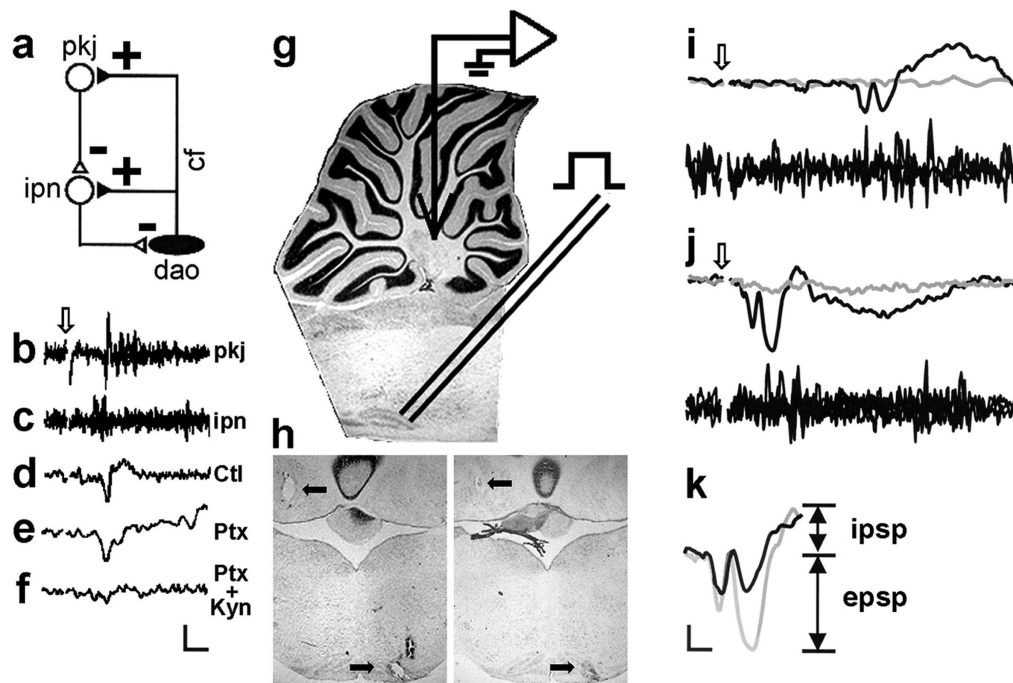 a
pkj
+
-
+
ipn
cf
-
dao
b
pkj
c
ipn
d
Ctl
e
Ptx
f
Ptx
+
Kyn
g
h
i
j
k
ipsp
epsp